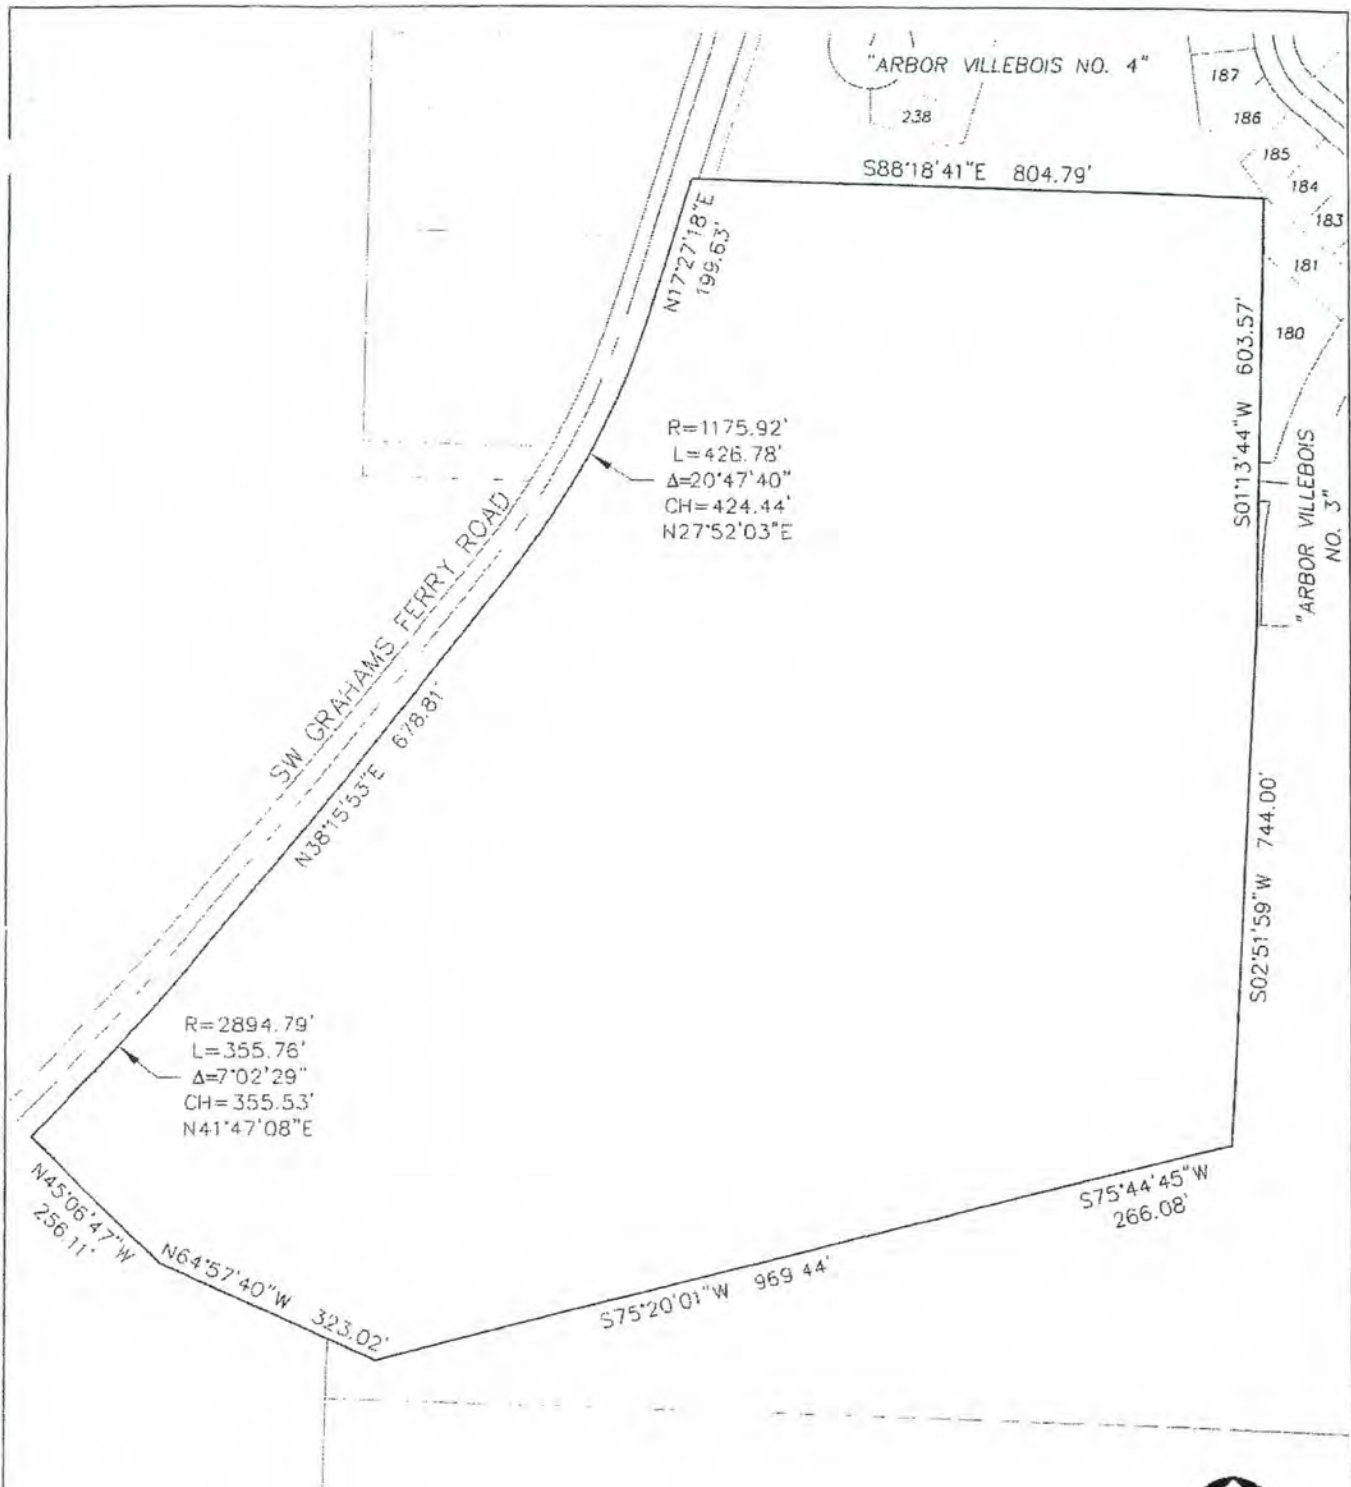 "ARBOR VILLEBOIS NO. 4"
187
186
238
185
184
183
181
180
S88°18'41"E 804.79'
N17°27'18"E
199.63'
S01°13'44"W 603.57'
"ARBOR VILLEBOIS
NO. 3"
R=1175.92'
L=426.78'
Δ=20°47'40"
CH=424.44'
N27°52'03"E
SW GRAHAMS FERRY ROAD
N38°15'53"E 678.81'
S02°51'59"W 744.00'
R=2894.79'
L=355.76'
Δ=7°02'29"
CH=355.53'
N41°47'08"E
N45°06'47"W
256.11'
N64°57'40"W 323.02'
S75°20'01"W 969.44'
S75°44'45"W
266.08'